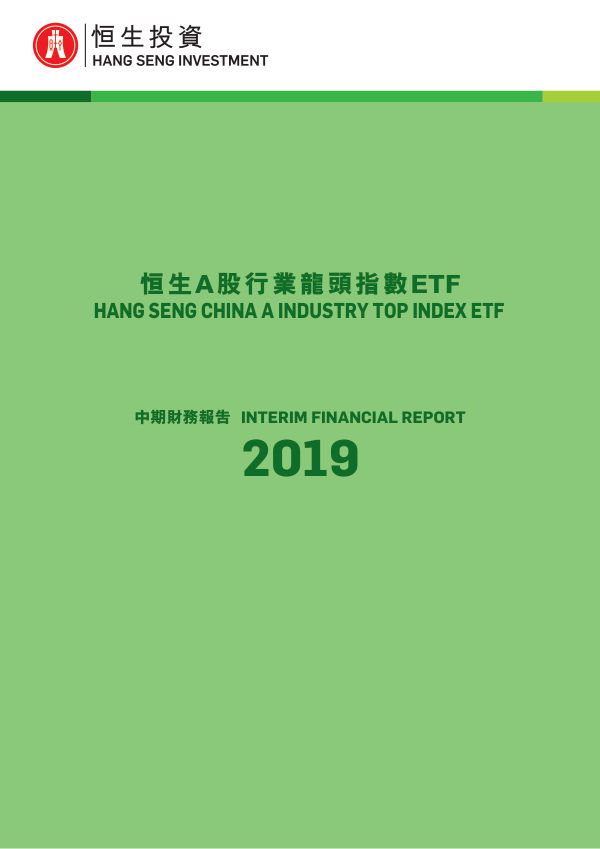 恒生投資
HANG SENG INVESTMENT
恒生A股行業龍頭指數ETF
HANG SENG CHINA A INDUSTRY TOP INDEX ETF
中期財務報告 INTERIM FINANCIAL REPORT
2019